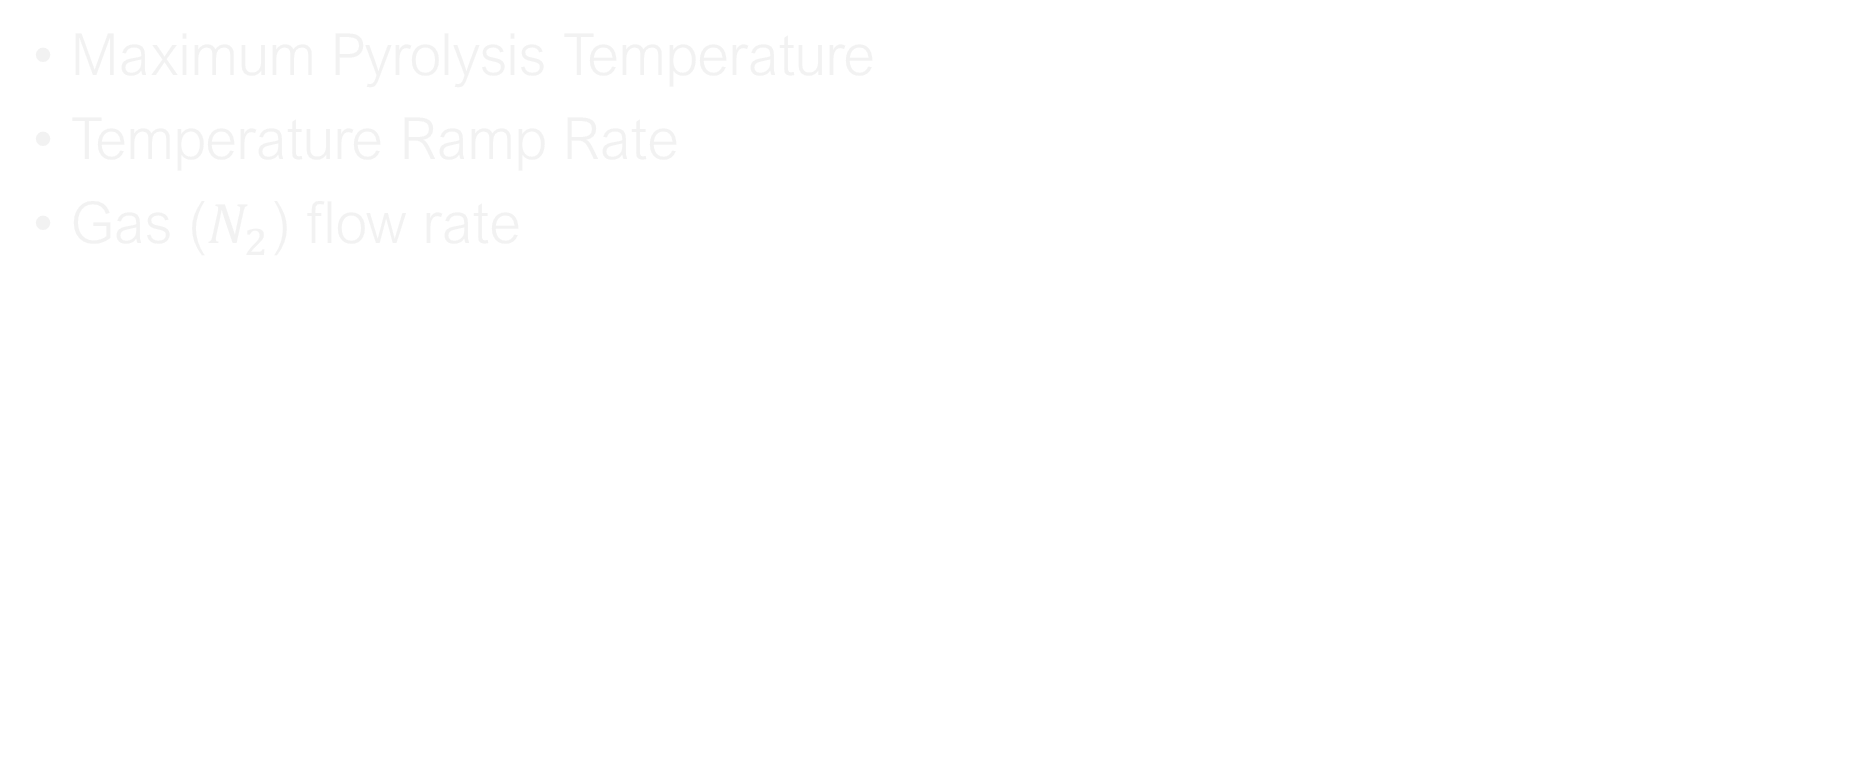 • Maximum Pyrolysis Temperature
• Temperature Ramp Rate
• Gas (N₂) flow rate